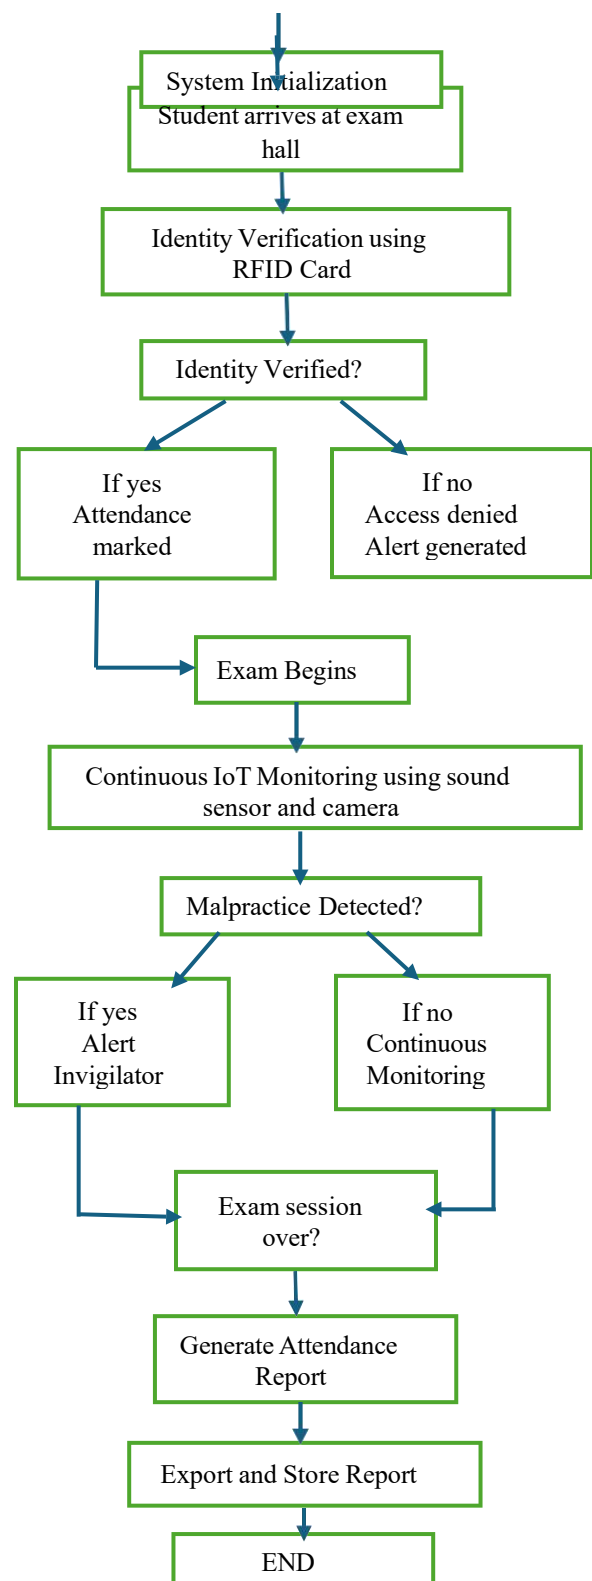 System Initialization
Student arrives at exam
hall
Identity Verification using
RFID Card
Identity Verified?
If yes
Attendance
marked
If no
Access denied
Alert generated
Exam Begins
Continuous IoT Monitoring using sound
sensor and camera
Malpractice Detected?
If yes
Alert
Invigilator
If no
Continuous
Monitoring
Exam session
over?
Generate Attendance
Report
Export and Store Report
END